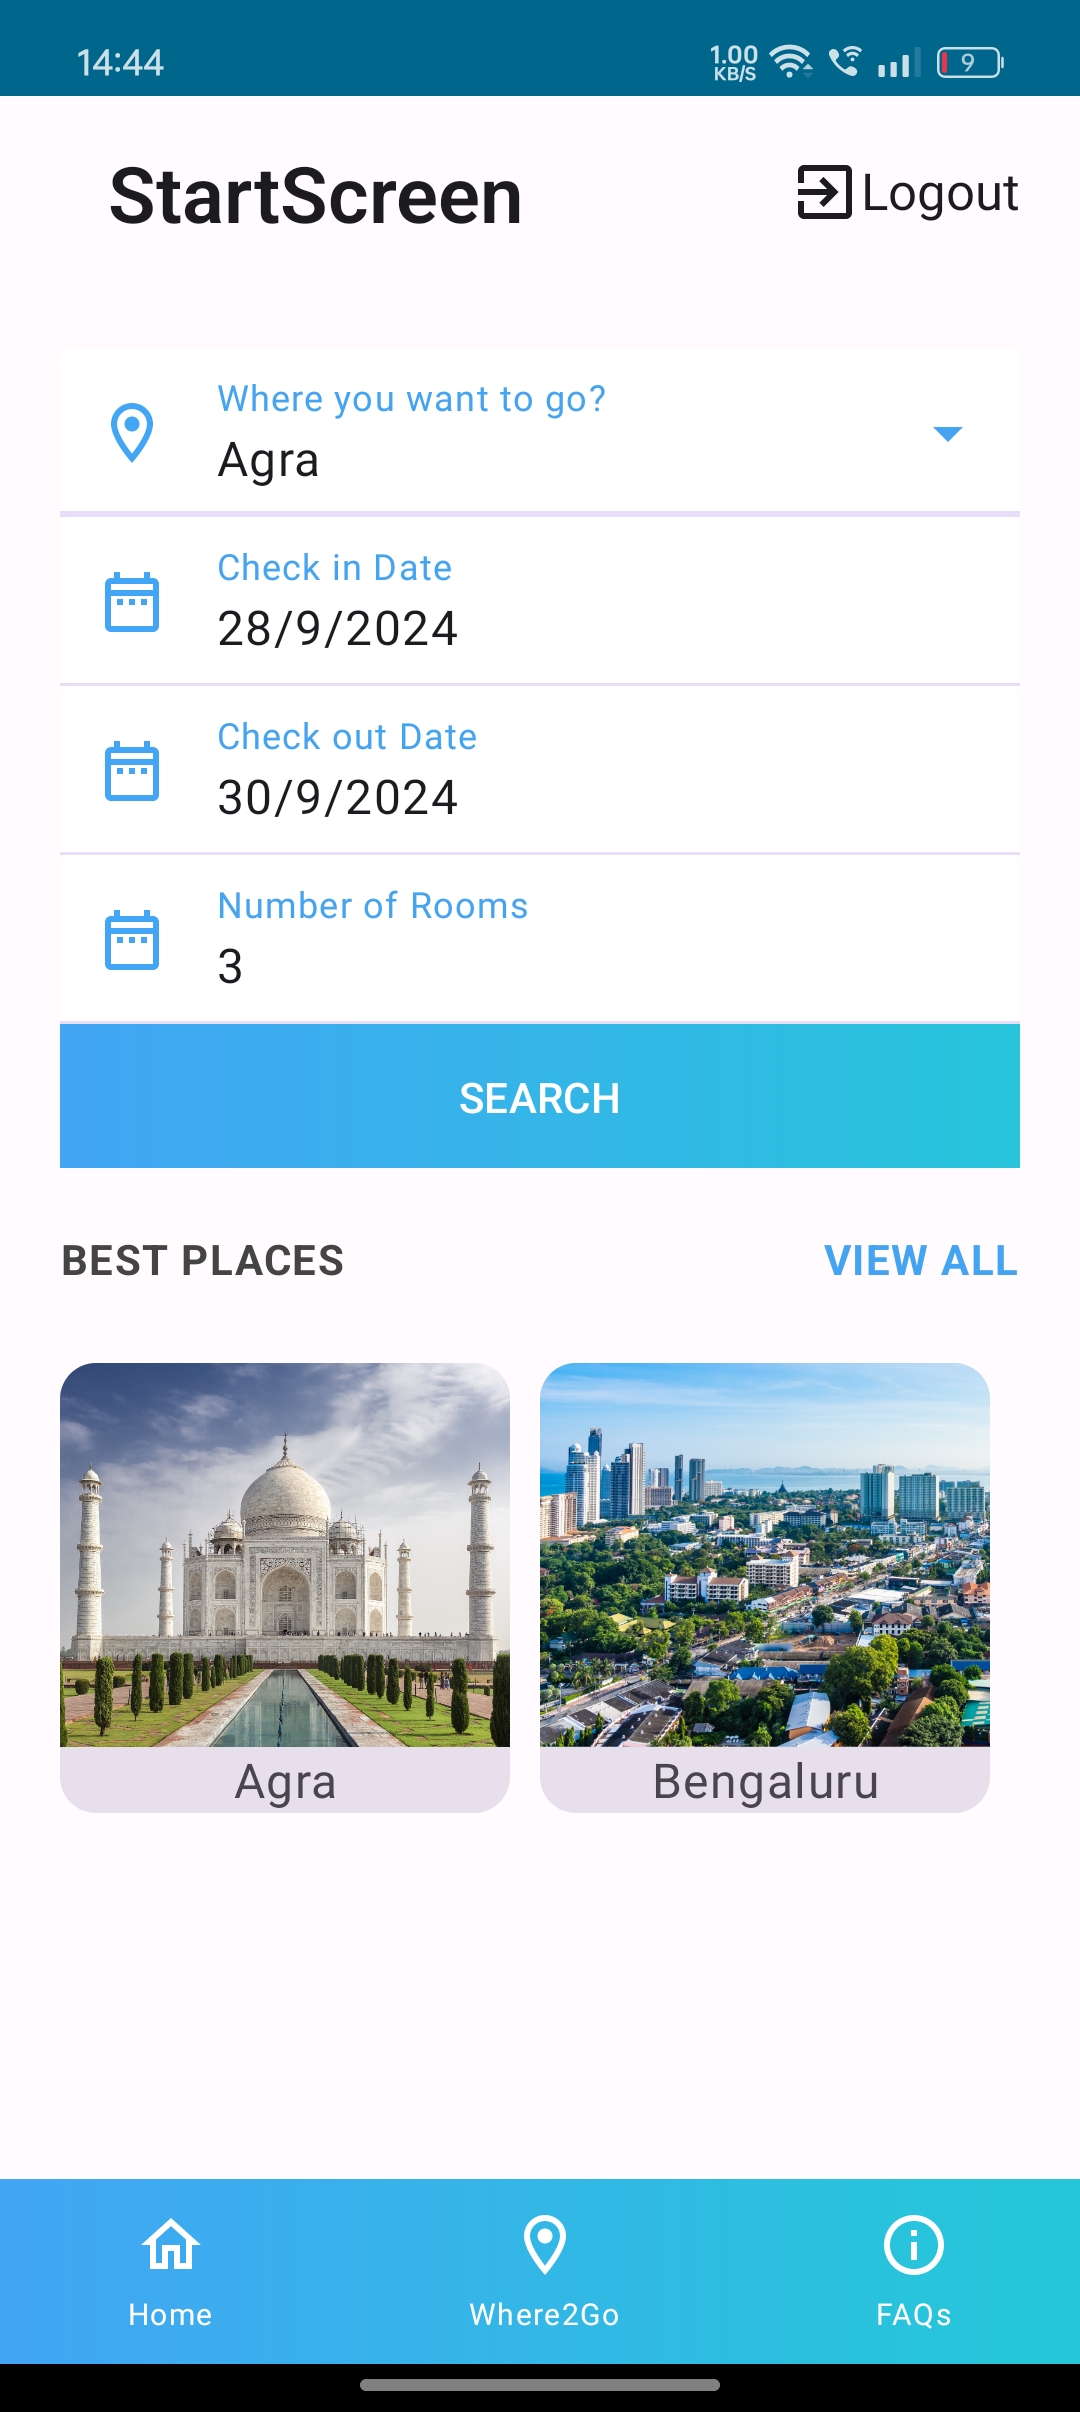 14:44
1.00
KB/S
9
StartScreen
Logout
Where you want to go?
Agra
Check in Date
28/9/2024
Check out Date
30/9/2024
Number of Rooms
3
SEARCH
BEST PLACES
VIEW ALL
Agra
Bengaluru
Home
Where2Go
FAQs